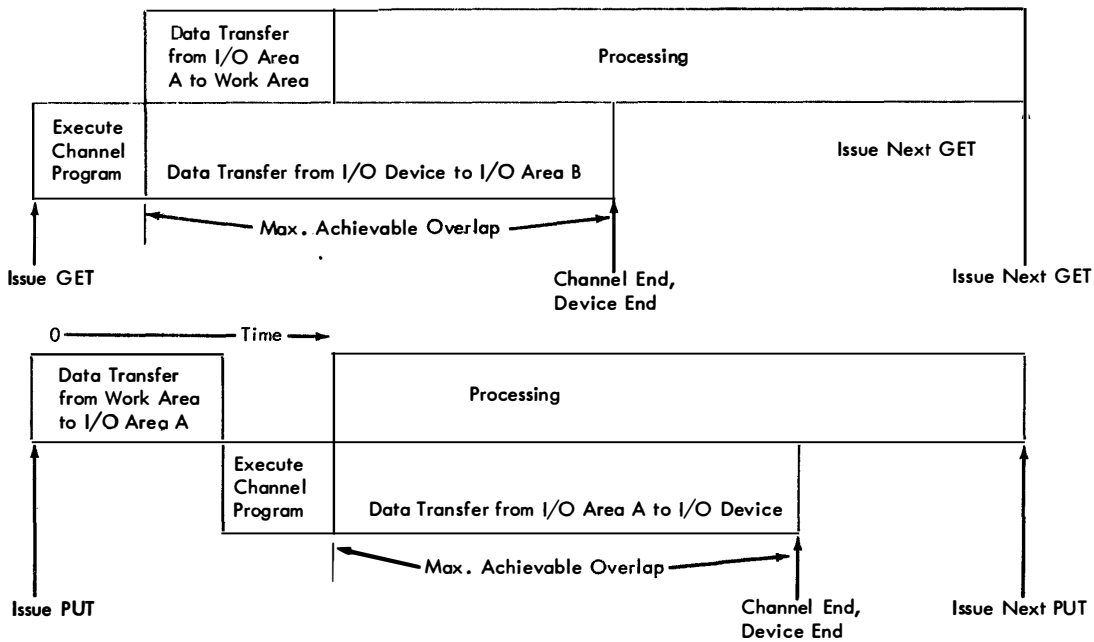 Data Transfer
from I/O Area
A to Work Area
Processing
Execute
Channel
Program
Data Transfer from I/O Device to I/O Area B
Issue Next GET
Max. Achievable Overlap
Issue GET
Channel End,
Device End
Issue Next GET
0
Time
Data Transfer
from Work Area
to I/O Area A
Processing
Execute
Channel
Program
Data Transfer from I/O Area A to I/O Device
Max. Achievable Overlap
Issue PUT
Channel End,
Device End
Issue Next PUT